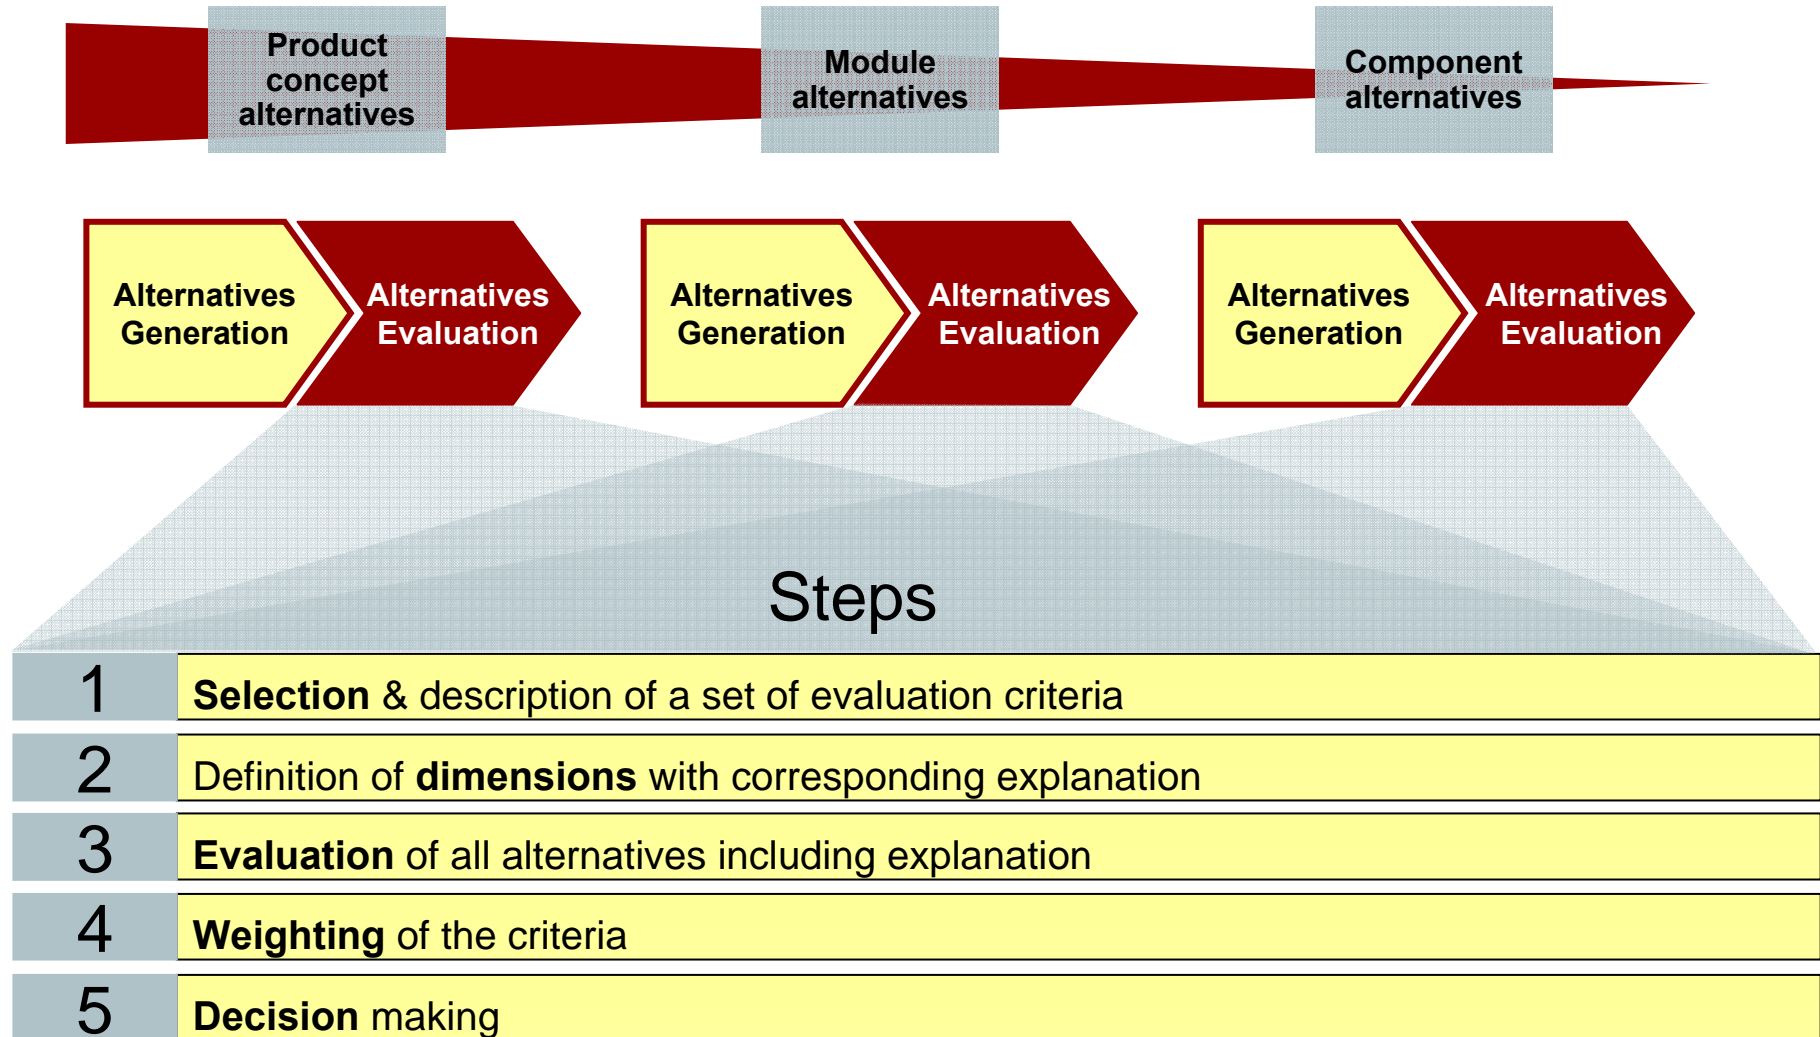 Product
concept
alternatives
Module
alternatives
Component
alternatives
Alternatives
Generation
Alternatives
Evaluation
Alternatives
Generation
Alternatives
Evaluation
Alternatives
Generation
Alternatives
Evaluation
Steps
1 Selection & description of a set of evaluation criteria
2 Definition of dimensions with corresponding explanation
3 Evaluation of all alternatives including explanation
4 Weighting of the criteria
5 Decision making